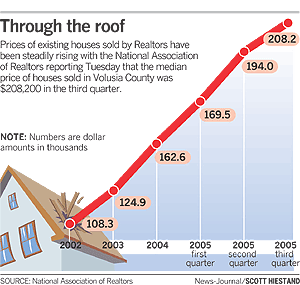 Through the roof
Prices of existing houses sold by Realtors have
been steadily rising with the National Association
of Realtors reporting Tuesday that the median
price of houses sold in Volusia County was
$208,200 in the third quarter.
208.2
194.0
169.5
NOTE: Numbers are dollar
amounts in thousands
162.6
124.9
108.3
2002 2003 2004 2005 2005 2005
first second third
quarter quarter quarter
SOURCE: National Association of Realtors News-Journal/SCOTT HIESTAND